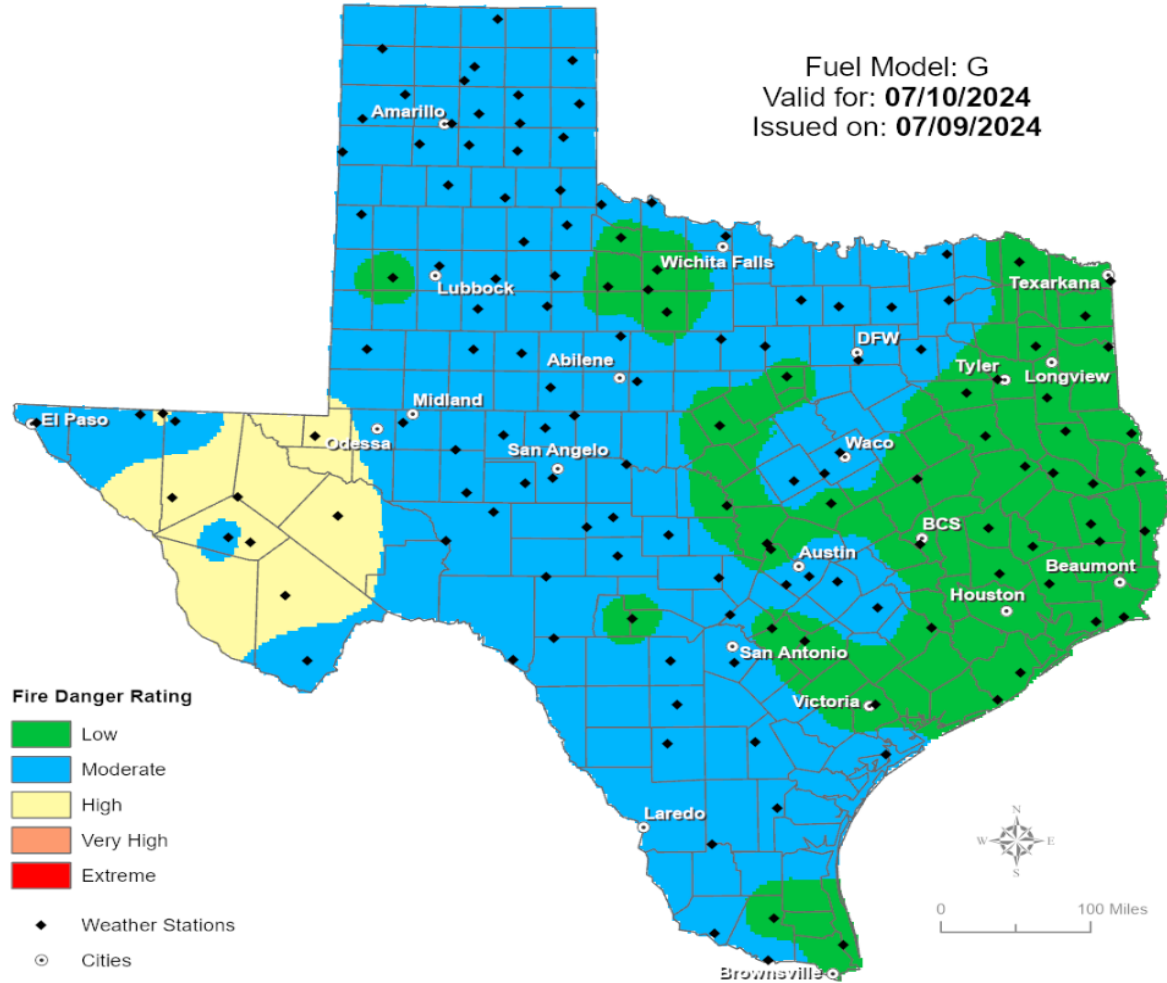 Fuel Model: G
Valid for: 07/10/2024
Issued on: 07/09/2024
Amarillo
Wichita Falls
Lubbock
Texarkana
DFW
Abilene
Tyler
Longview
Midland
El Paso
Odessa
San Angelo
Waco
BCS
Austin
Beaumont
Houston
San Antonio
Victoria
Laredo
Brownsville
Fire Danger Rating
Low
Moderate
High
Very High
Extreme
Weather Stations
Cities
N
W E
S
0 100 Miles